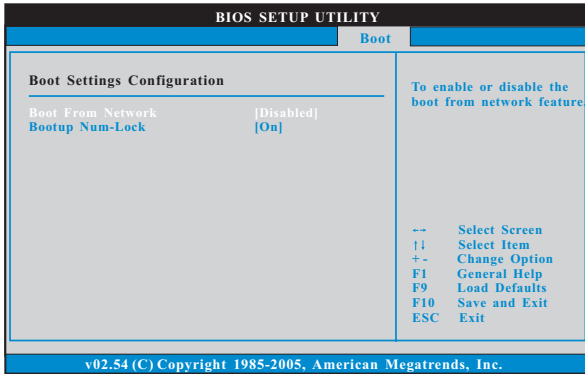 BIOS SETUP UTILITY
Boot
Boot Settings Configuration
Boot From Network [Disabled]
Bootup Num-Lock [On]
To enable or disable the
boot from network feature.
←→ Select Screen
↑↓ Select Item
+ - Change Option
F1 General Help
F9 Load Defaults
F10 Save and Exit
ESC Exit
v02.54 (C) Copyright 1985-2005, American Megatrends, Inc.